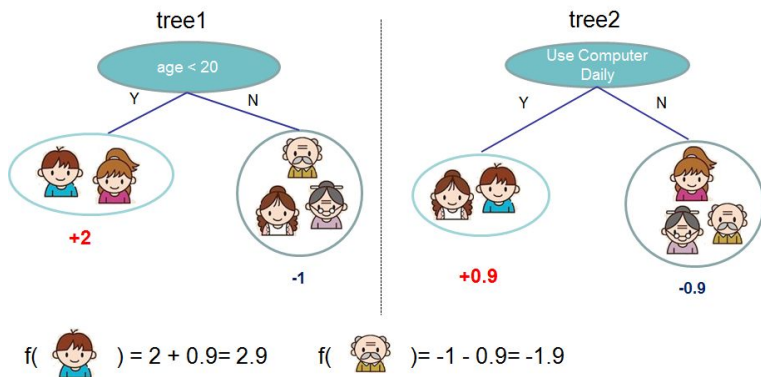 tree1
age < 20
Y
N
+2
-1
tree2
Use Computer
Daily
Y
N
+0.9
-0.9
f( ) = 2 + 0.9= 2.9
f( )= -1 - 0.9= -1.9